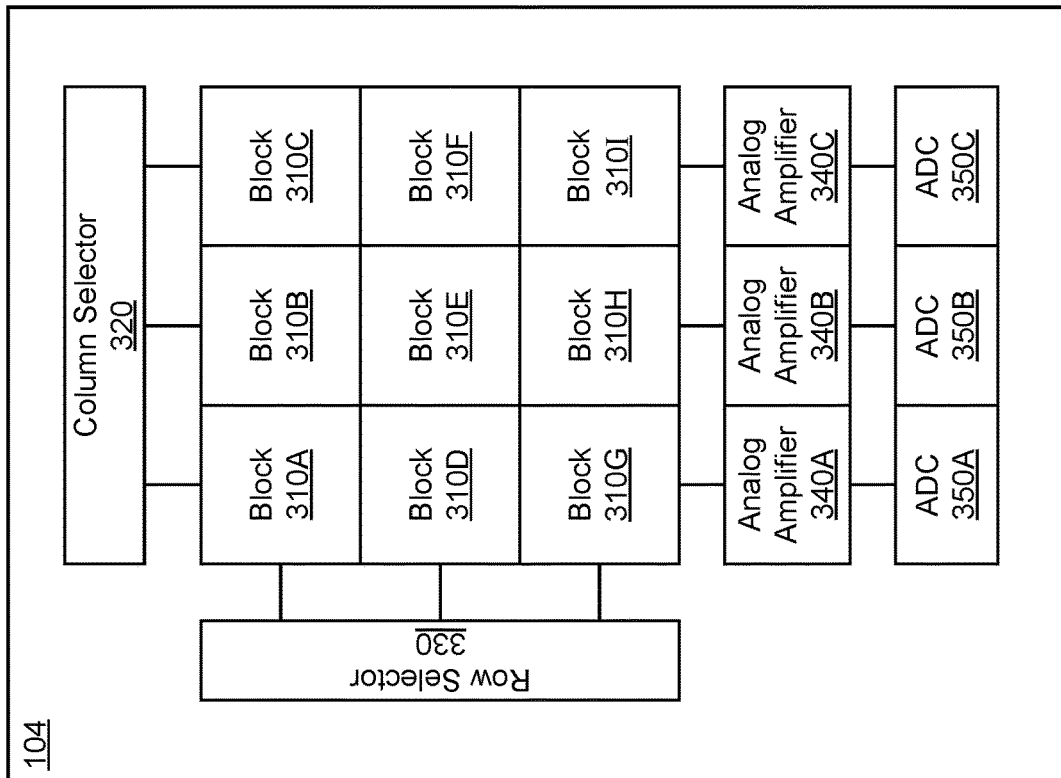 104
Column Selector
320
Row Selector
330
Block
310A
Block
310B
Block
310C
Block
310D
Block
310E
Block
310F
Block
310G
Block
310H
Block
310I
Analog
Amplifier
340A
Analog
Amplifier
340B
Analog
Amplifier
340C
ADC
350A
ADC
350B
ADC
350C